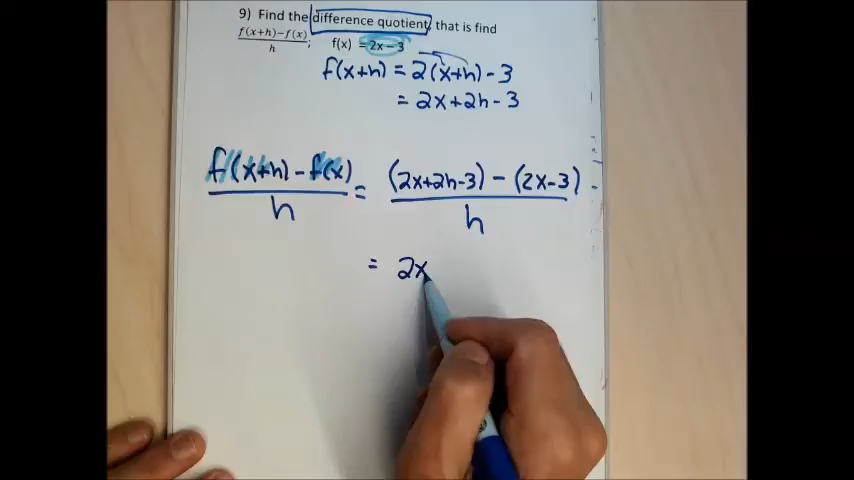 9) Find the difference quotient, that is find
f(x+h)−f(x)
h
; f(x) = 2x − 3
f(x+h) = 2(x+h) - 3
= 2x+2h - 3
f(x+h) - f(x) = (2x+2h-3) - (2x-3)
h h
= 2x